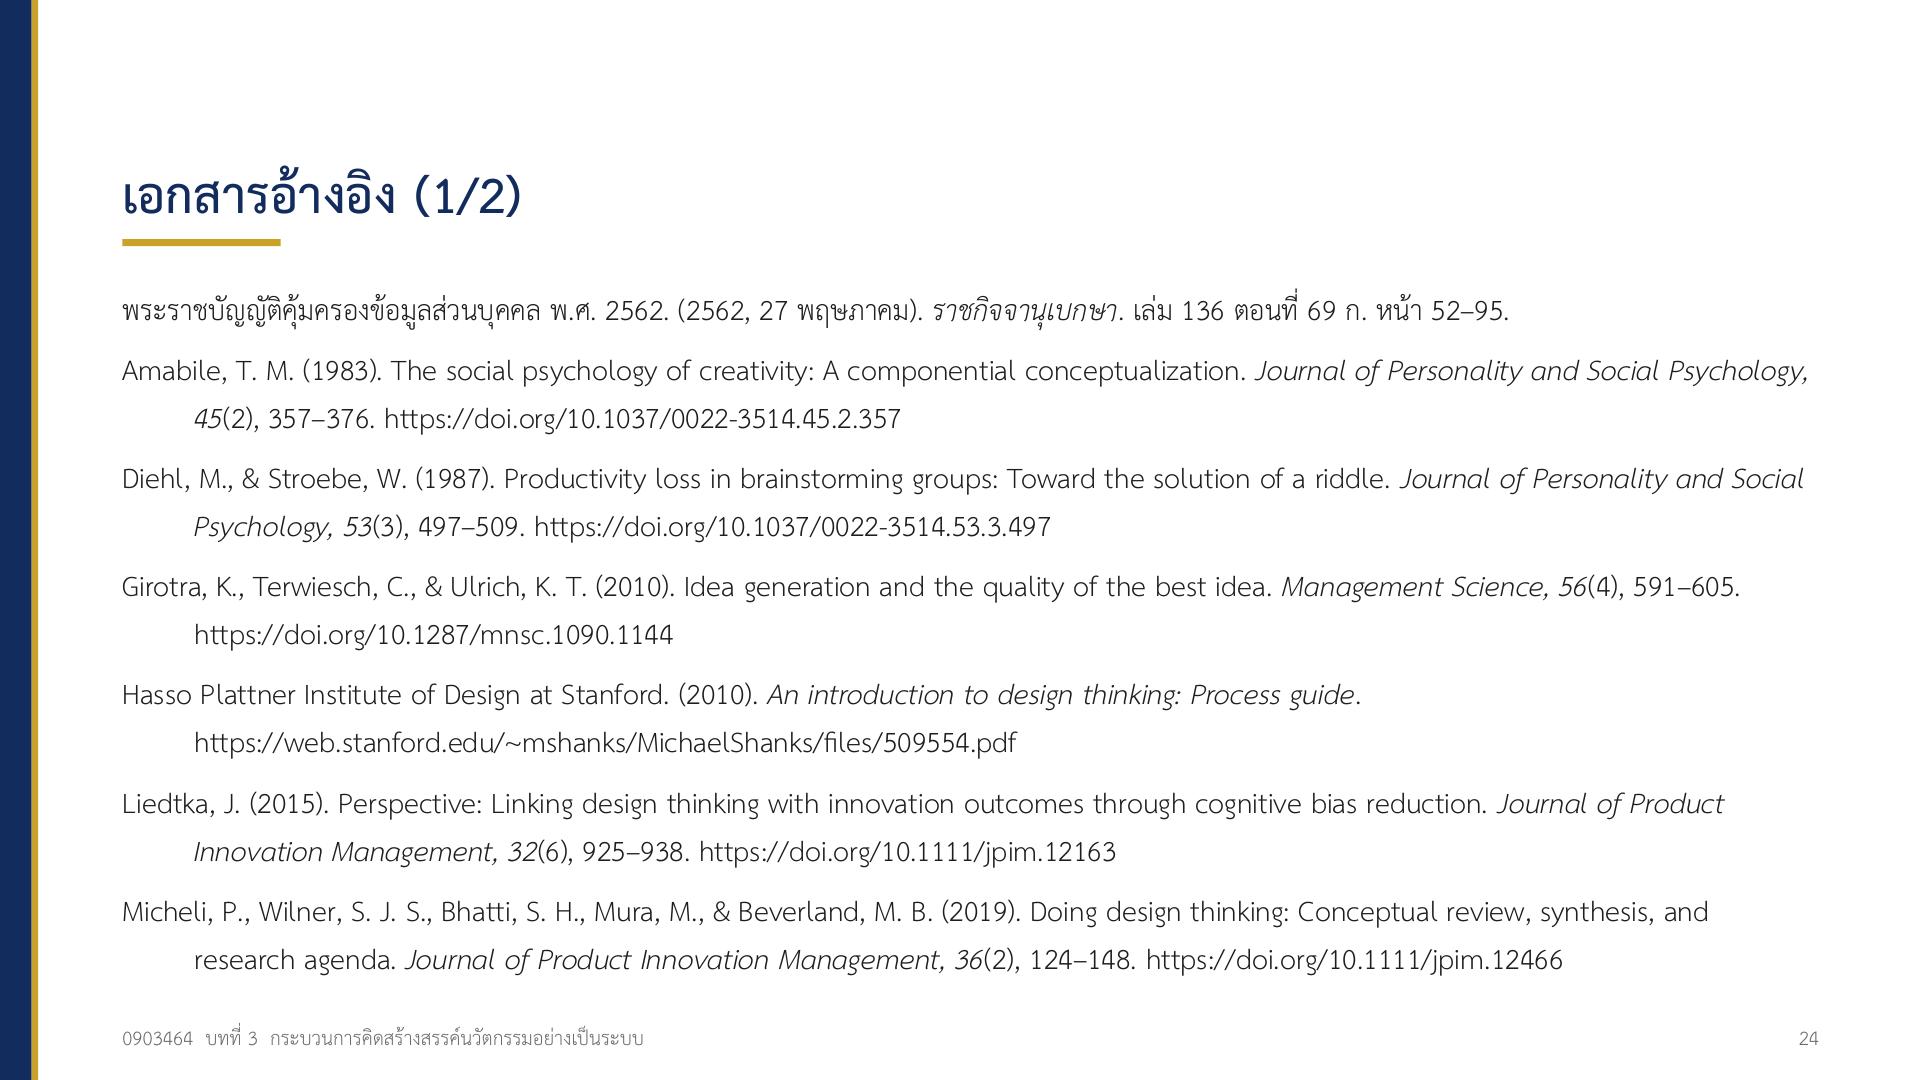 เอกสารอ้างอิง (1/2)
พระราชบัญญัติคุ้มครองข้อมูลส่วนบุคคล พ.ศ. 2562. (2562, 27 พฤษภาคม). ราชกิจจานุเบกษา. เล่ม 136 ตอนที่ 69 ก. หน้า 52–95.
Amabile, T. M. (1983). The social psychology of creativity: A componential conceptualization. Journal of Personality and Social Psychology,
45(2), 357–376. https://doi.org/10.1037/0022-3514.45.2.357
Diehl, M., & Stroebe, W. (1987). Productivity loss in brainstorming groups: Toward the solution of a riddle. Journal of Personality and Social
Psychology, 53(3), 497–509. https://doi.org/10.1037/0022-3514.53.3.497
Girotra, K., Terwiesch, C., & Ulrich, K. T. (2010). Idea generation and the quality of the best idea. Management Science, 56(4), 591–605.
https://doi.org/10.1287/mnsc.1090.1144
Hasso Plattner Institute of Design at Stanford. (2010). An introduction to design thinking: Process guide.
https://web.stanford.edu/~mshanks/MichaelShanks/files/509554.pdf
Liedtka, J. (2015). Perspective: Linking design thinking with innovation outcomes through cognitive bias reduction. Journal of Product
Innovation Management, 32(6), 925–938. https://doi.org/10.1111/jpim.12163
Micheli, P., Wilner, S. J. S., Bhatti, S. H., Mura, M., & Beverland, M. B. (2019). Doing design thinking: Conceptual review, synthesis, and
research agenda. Journal of Product Innovation Management, 36(2), 124–148. https://doi.org/10.1111/jpim.12466
0903464 บทที่ 3 กระบวนการคิดสร้างสรรค์นวัตกรรมอย่างเป็นระบบ
24